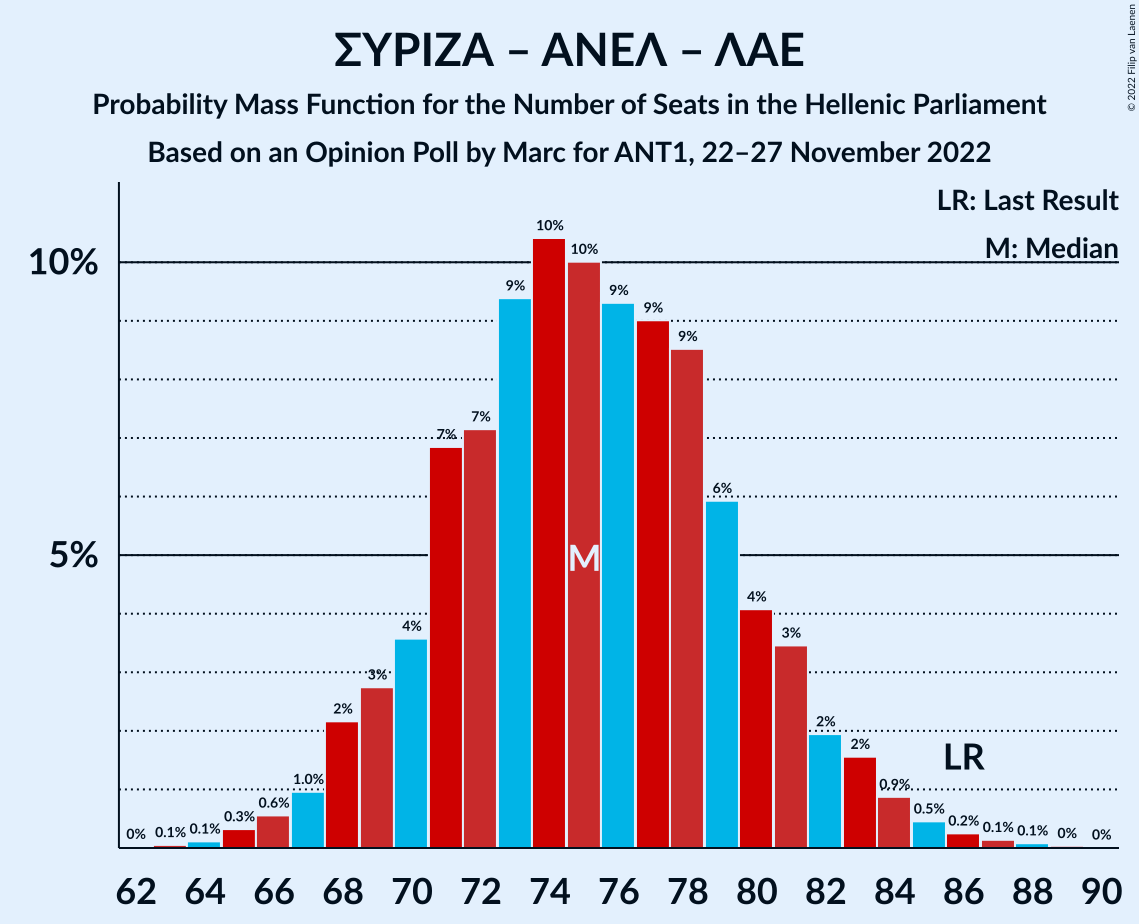 © 2022 Filip van Laenen
ΣΥΡΙΖΑ – ΑΝΕΛ – ΛΑΕ
Probability Mass Function for the Number of Seats in the Hellenic Parliament
Based on an Opinion Poll by Marc for ANT1, 22–27 November 2022
LR: Last Result
M: Median
10%
5%
0% 0.1% 0.1% 0.3% 0.6% 1.0% 2% 3% 4% 7% 7% 9% 10% 10% 9% 9% 9% 6% 4% 3% 2% 2% 0.9% 0.5% 0.2% 0.1% 0.1% 0% 0%
M
LR
62 64 66 68 70 72 74 76 78 80 82 84 86 88 90